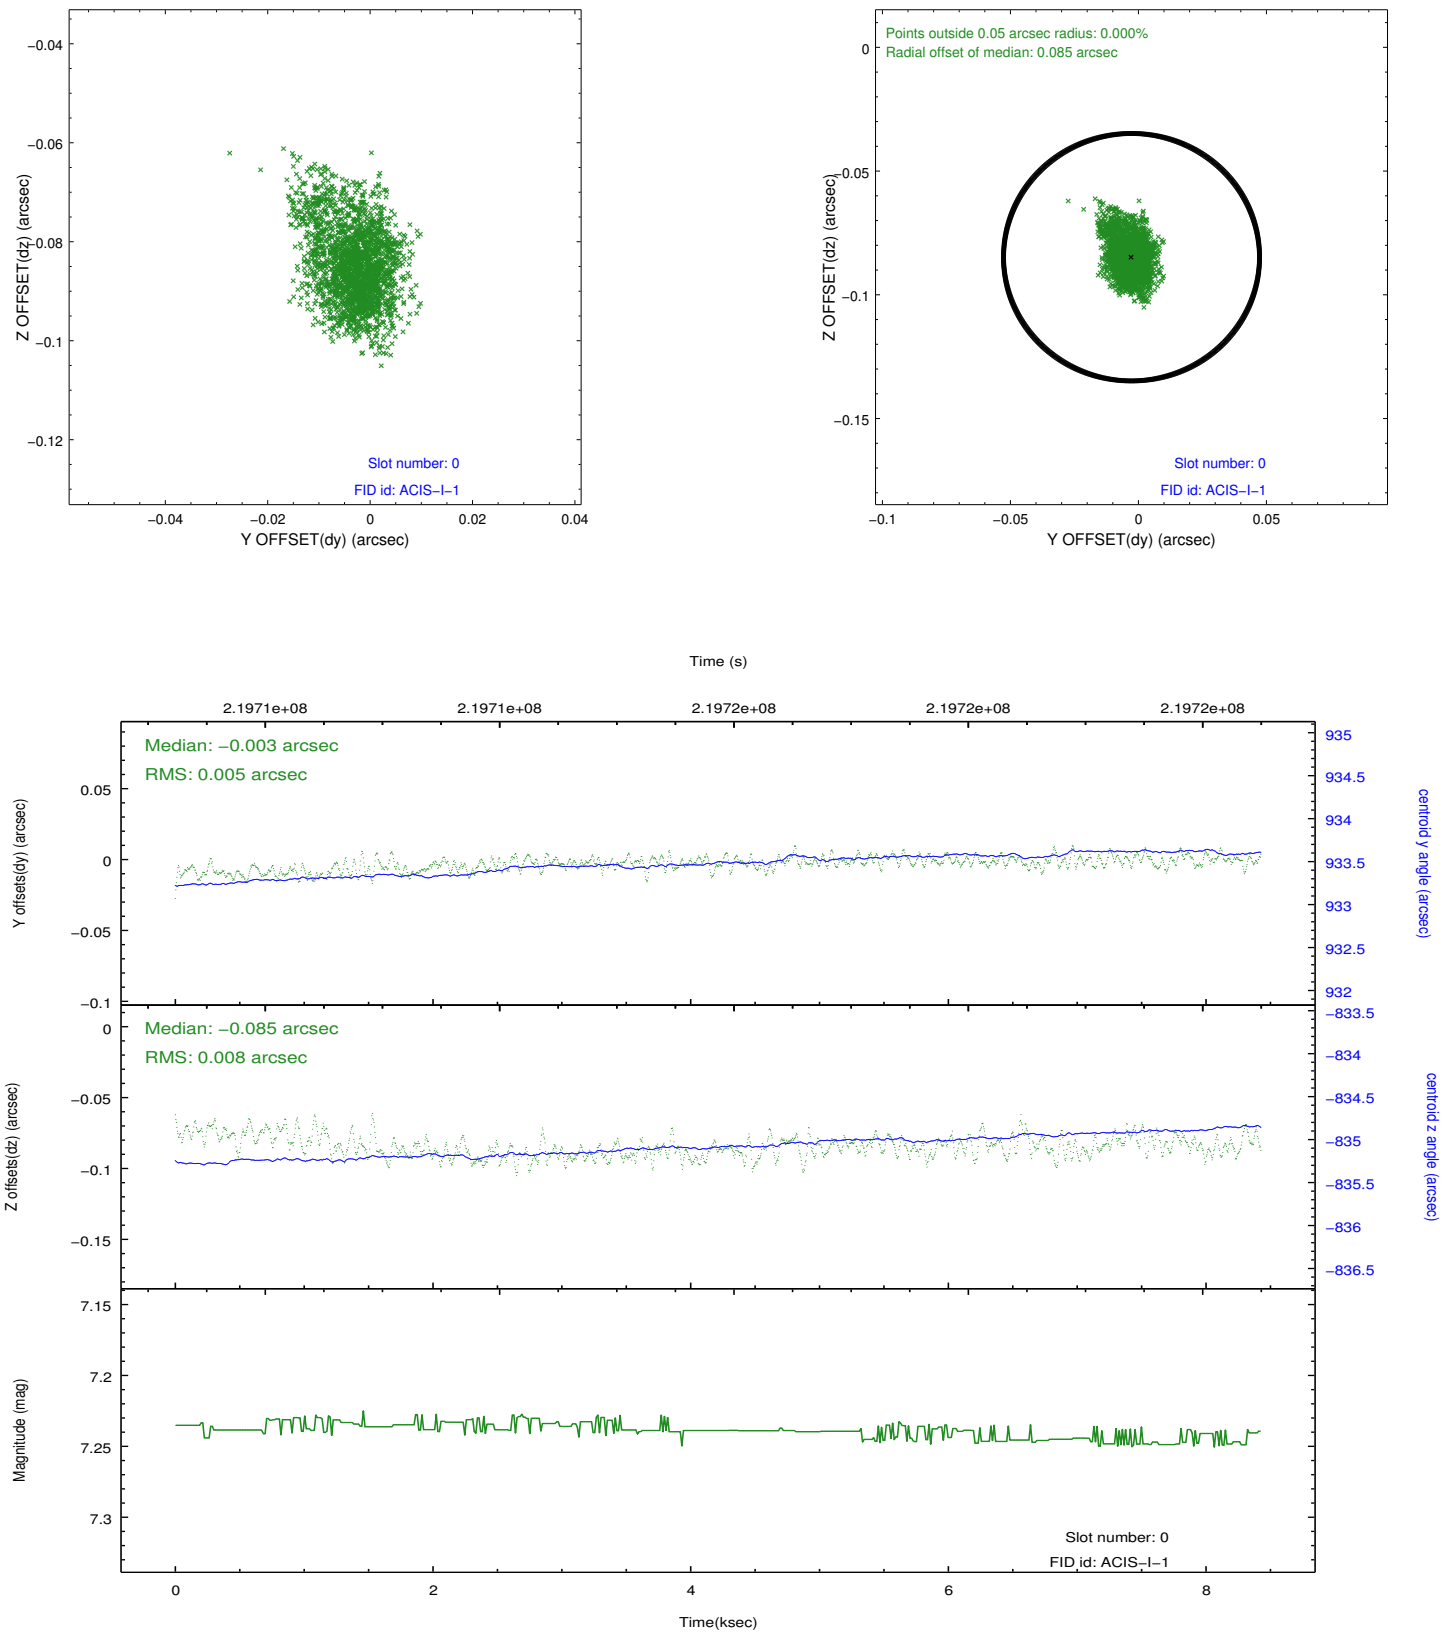 −0.04
−0.06
−0.08
−0.1
−0.12
Z OFFSET(dz) (arcsec)
Slot number: 0
FID id: ACIS−I−1
−0.04 −0.02 0 0.02 0.04
Y OFFSET(dy) (arcsec)
Points outside 0.05 arcsec radius: 0.000%
Radial offset of median: 0.085 arcsec
0
−0.05
−0.1
−0.15
Z OFFSET(dz) (arcsec)
Slot number: 0
FID id: ACIS−I−1
−0.1 −0.05 0 0.05
Y OFFSET(dy) (arcsec)
Time (s)
2.1971e+08 2.1971e+08 2.1972e+08 2.1972e+08 2.1972e+08
Median: −0.003 arcsec
RMS: 0.005 arcsec
0.05
0
−0.05
−0.1
Y offsets(dy) (arcsec)
935
934.5
934
933.5
933
932.5
932
centroid y angle (arcsec)
Median: −0.085 arcsec
RMS: 0.008 arcsec
0
−0.05
−0.1
−0.15
Z offsets(dz) (arcsec)
−833.5
−834
−834.5
−835
−835.5
−836
−836.5
centroid z angle (arcsec)
7.15
7.2
7.25
7.3
Magnitude (mag)
Slot number: 0
FID id: ACIS−I−1
0 2 4 6 8
Time(ksec)